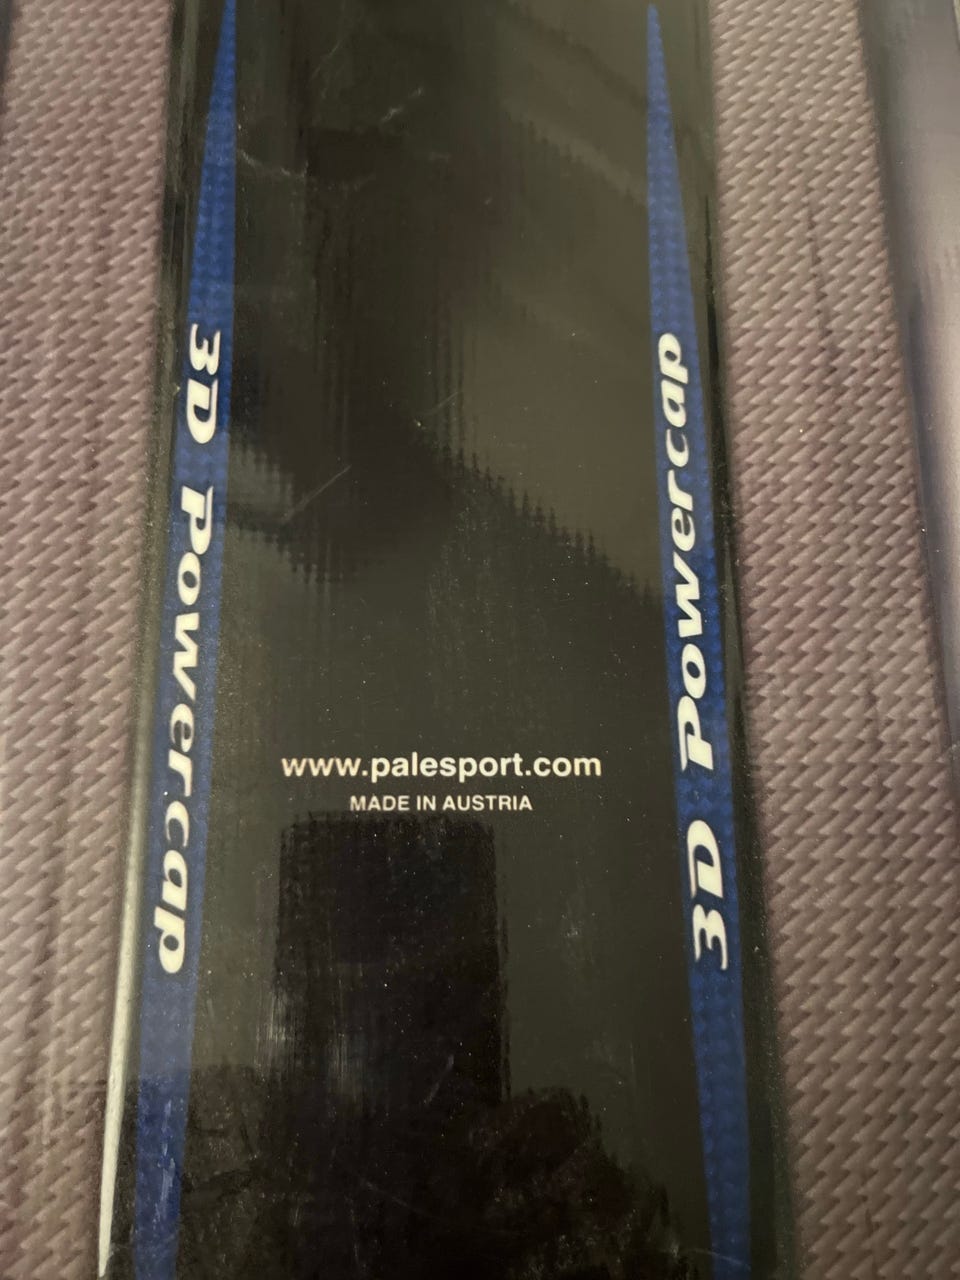 3D Powercap
3D Powercap
www.palesport.com
MADE IN AUSTRIA